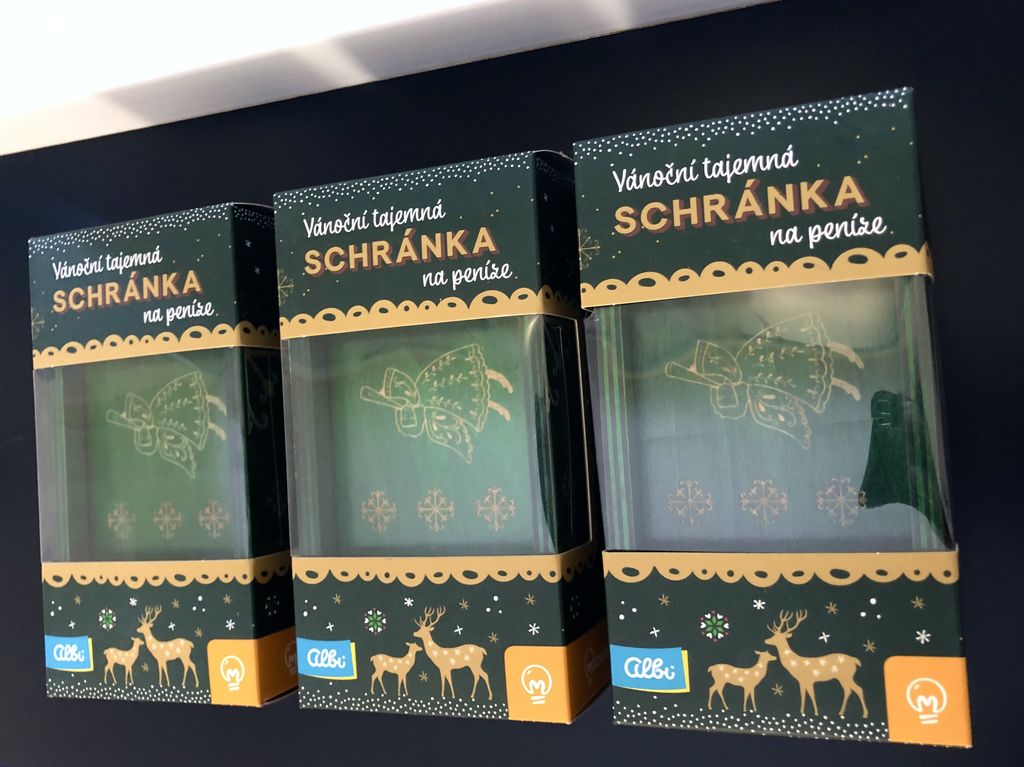 Vánoční tajemná
SCHRÁNKA
na peníze
albi
M
Vánoční tajemná
SCHRÁNKA
na peníze
albi
M
Vánoční tajemná
SCHRÁNKA
na peníze
albi
M